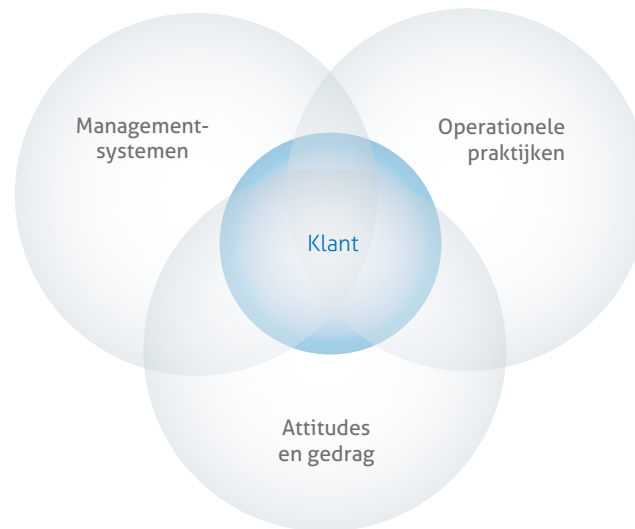 Management-
systemen
Operationele
praktijken
Klant
Attitudes
en gedrag